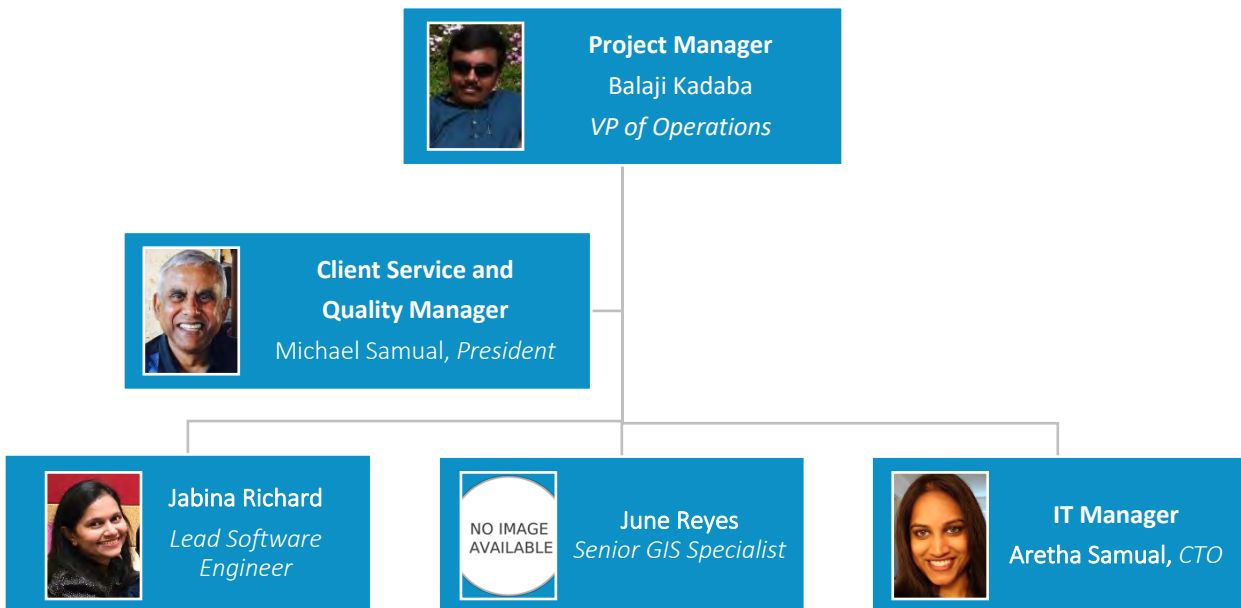 Project Manager
Balaji Kadaba
VP of Operations
Client Service and
Quality Manager
Michael Samual, President
Jabina Richard
Lead Software
Engineer
NO IMAGE
AVAILABLE
June Reyes
Senior GIS Specialist
IT Manager
Aretha Samual, CTO